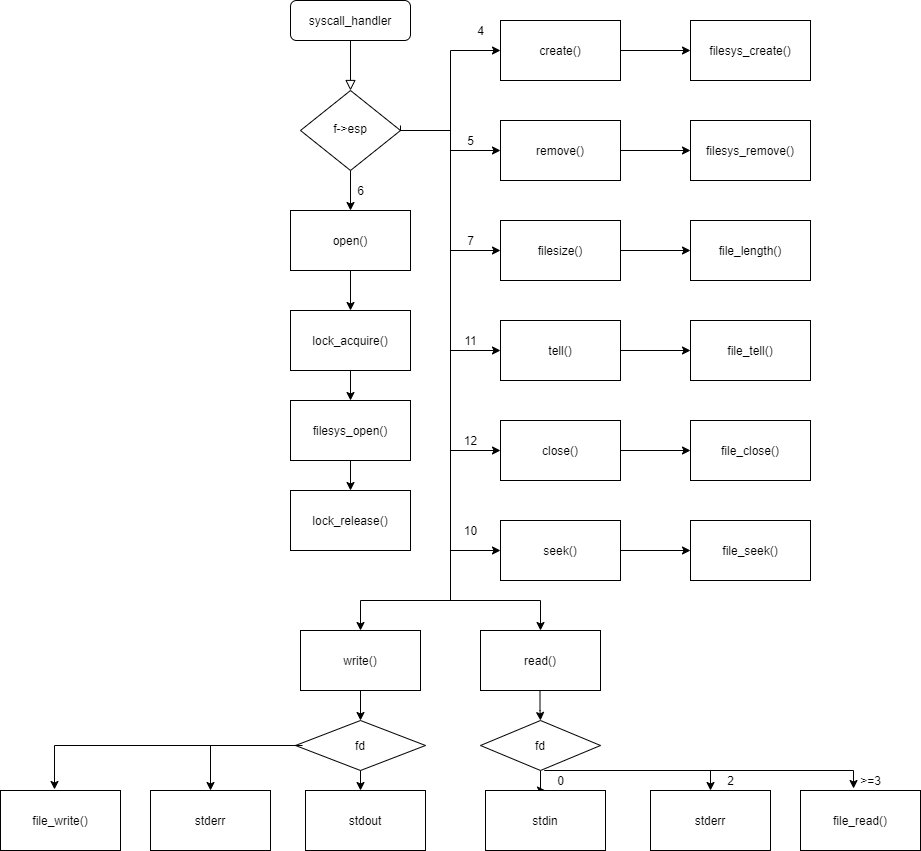 syscall_handler
4
create()
filesys_create()
f->esp
5
remove()
filesys_remove()
6
open()
7
filesize()
file_length()
lock_acquire()
11
tell()
file_tell()
filesys_open()
12
close()
file_close()
lock_release()
10
seek()
file_seek()
write()
read()
fd
fd
0
2
>=3
file_write()
stderr
stdout
stdin
stderr
file_read()